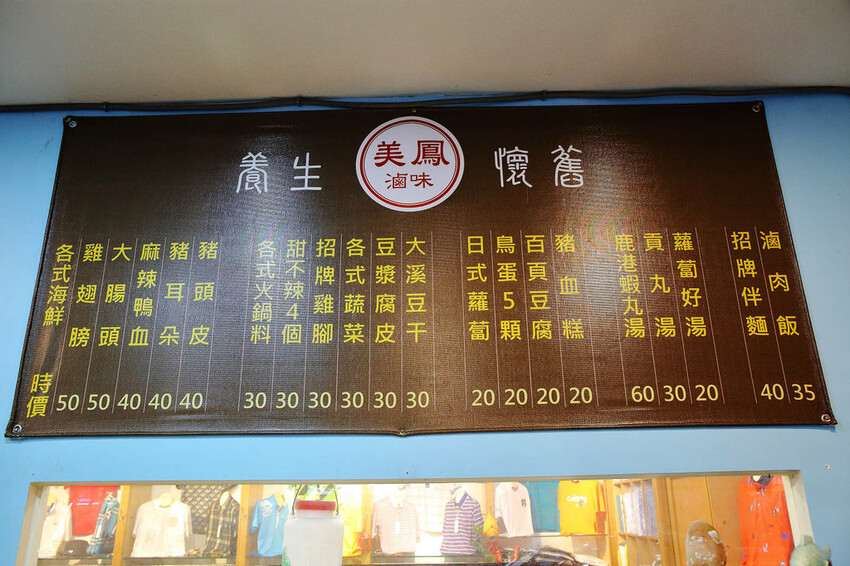 養生
美鳳
滷味
懷舊
滷肉飯 35
招牌伴麵 40
蘿蔔好湯 20
貢丸湯 30
鹿港蝦丸湯 60
豬血糕 20
百頁豆腐 20
鳥蛋5顆 20
日式蘿蔔 20
大溪豆干 30
豆漿腐皮 30
各式蔬菜 30
招牌雞腳 30
甜不辣4個 30
各式火鍋料 30
豬頭皮 40
豬耳朵 40
麻辣鴨血 40
大腸頭 50
雞翅膀 50
各式海鮮 時價